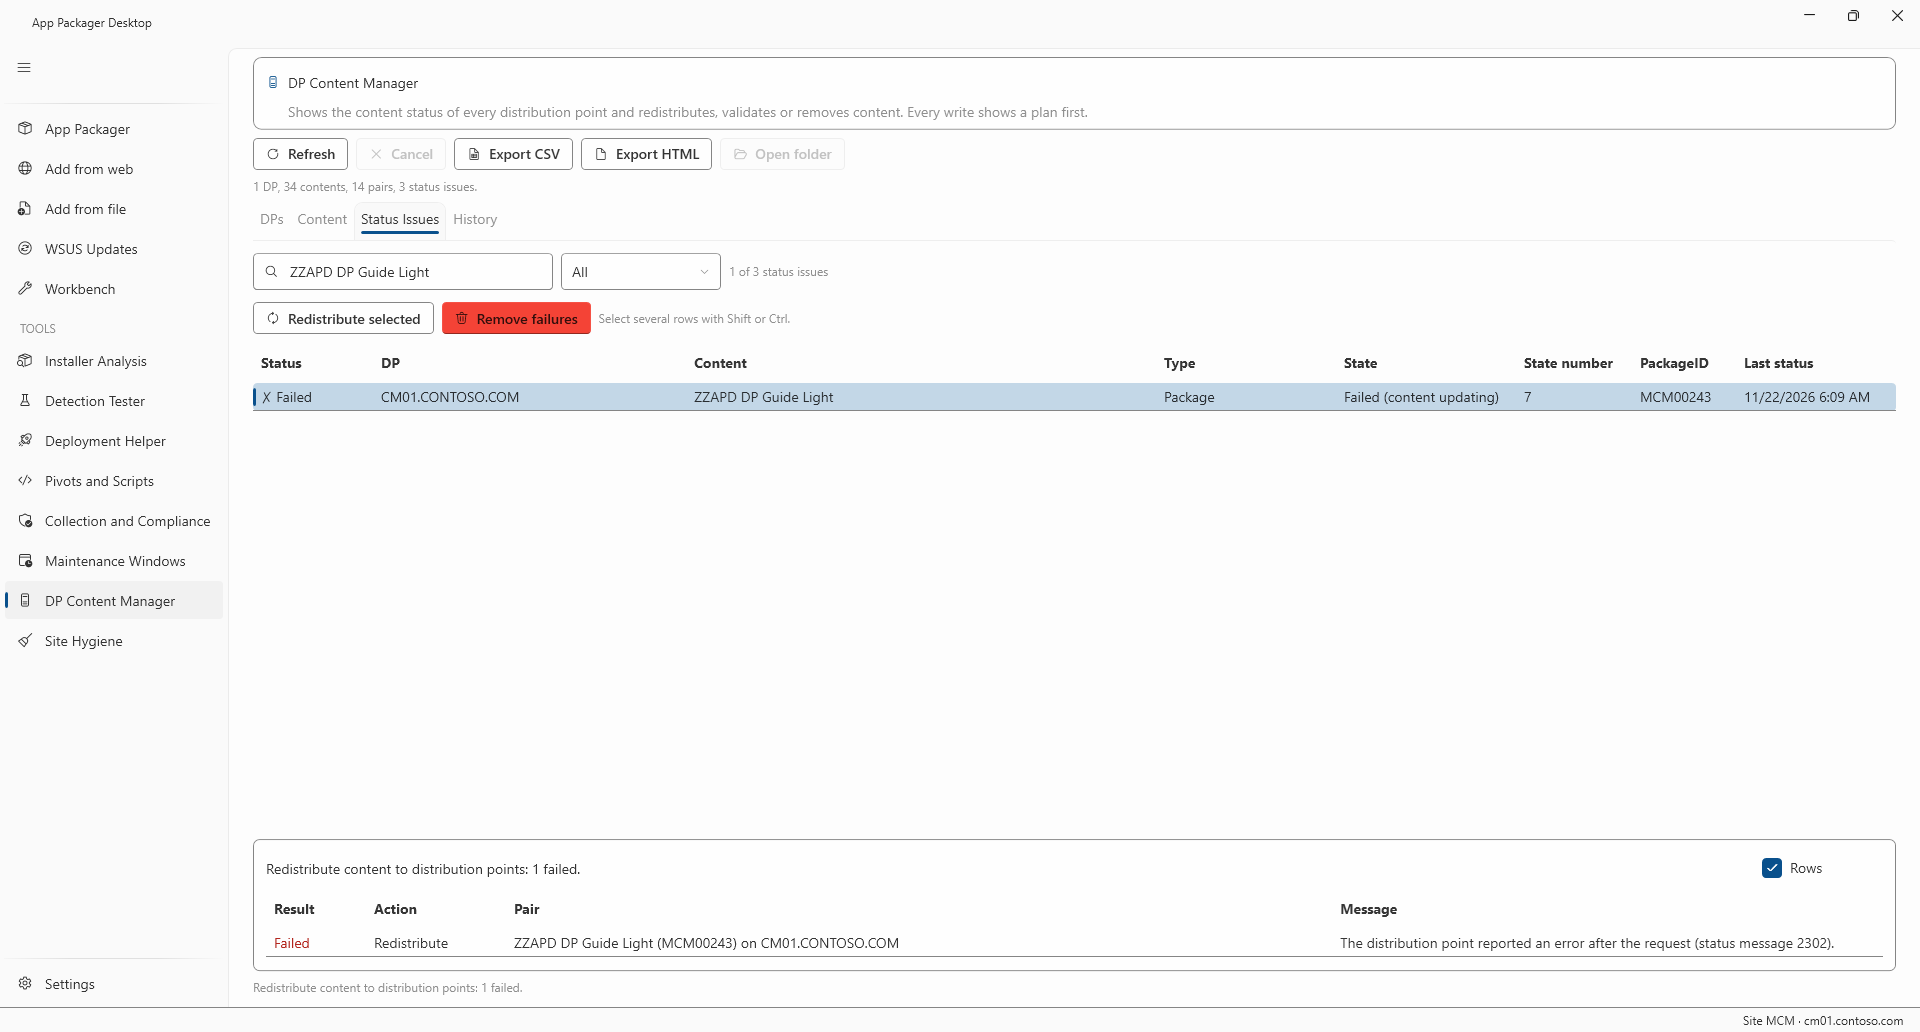 App Packager Desktop
DP Content Manager
Shows the content status of every distribution point and redistributes, validates or removes content. Every write shows a plan first.
App Packager
Add from web
Add from file
WSUS Updates
Workbench
TOOLS
Installer Analysis
Detection Tester
Deployment Helper
Pivots and Scripts
Collection and Compliance
Maintenance Windows
DP Content Manager
Site Hygiene
Settings
Refresh Cancel Export CSV Export HTML Open folder
1 DP, 34 contents, 14 pairs, 3 status issues.
DPs Content Status Issues History
ZZAPD DP Guide Light All 1 of 3 status issues
Redistribute selected Remove failures Select several rows with Shift or Ctrl.
Status DP Content Type State State number PackageID Last status
X Failed CM01.CONTOSO.COM ZZAPD DP Guide Light Package Failed (content updating) 7 MCM00243 11/22/2026 6:09 AM
Redistribute content to distribution points: 1 failed. Rows
Result Action Pair Message
Failed Redistribute ZZAPD DP Guide Light (MCM00243) on CM01.CONTOSO.COM The distribution point reported an error after the request (status message 2302).
Redistribute content to distribution points: 1 failed.
Site MCM · cm01.contoso.com